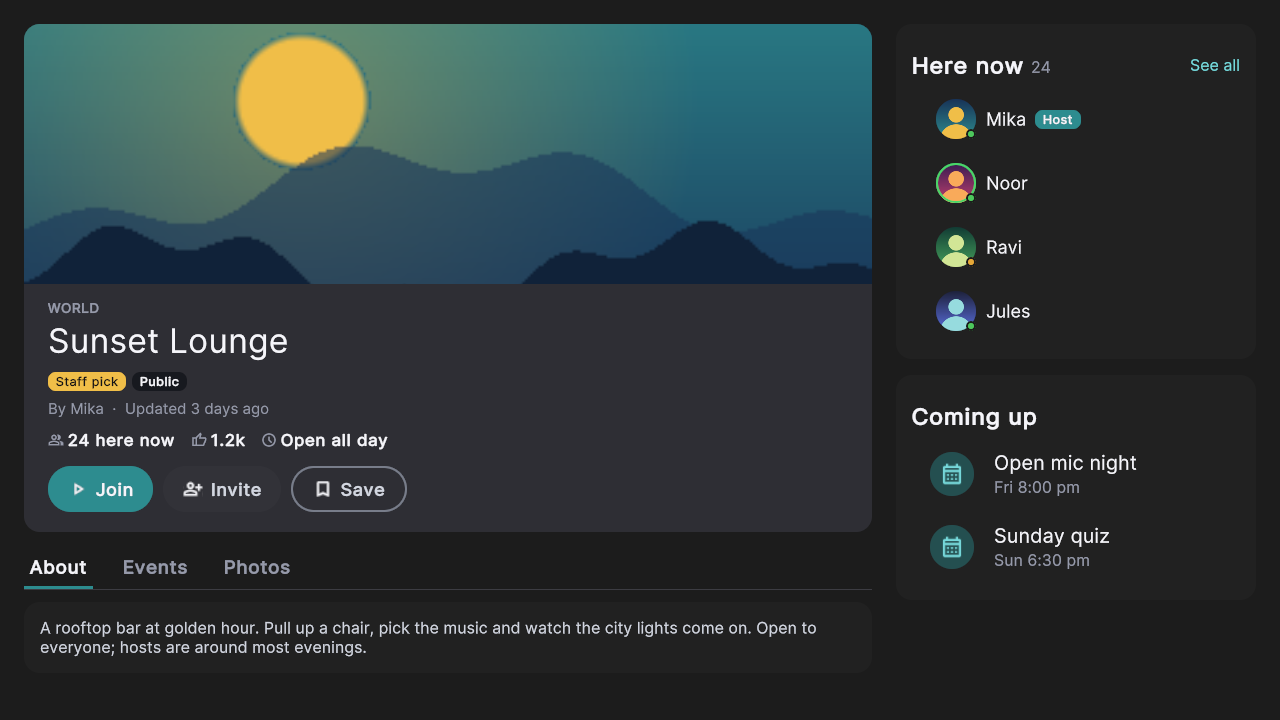 WORLD
Sunset Lounge
Staff pick Public
By Mika · Updated 3 days ago
24 here now 1.2k Open all day
Join Invite Save
About Events Photos
A rooftop bar at golden hour. Pull up a chair, pick the music and watch the city lights come on. Open to
everyone; hosts are around most evenings.
Here now 24 See all
Mika Host
Noor
Ravi
Jules
Coming up
Open mic night
Fri 8:00 pm
Sunday quiz
Sun 6:30 pm